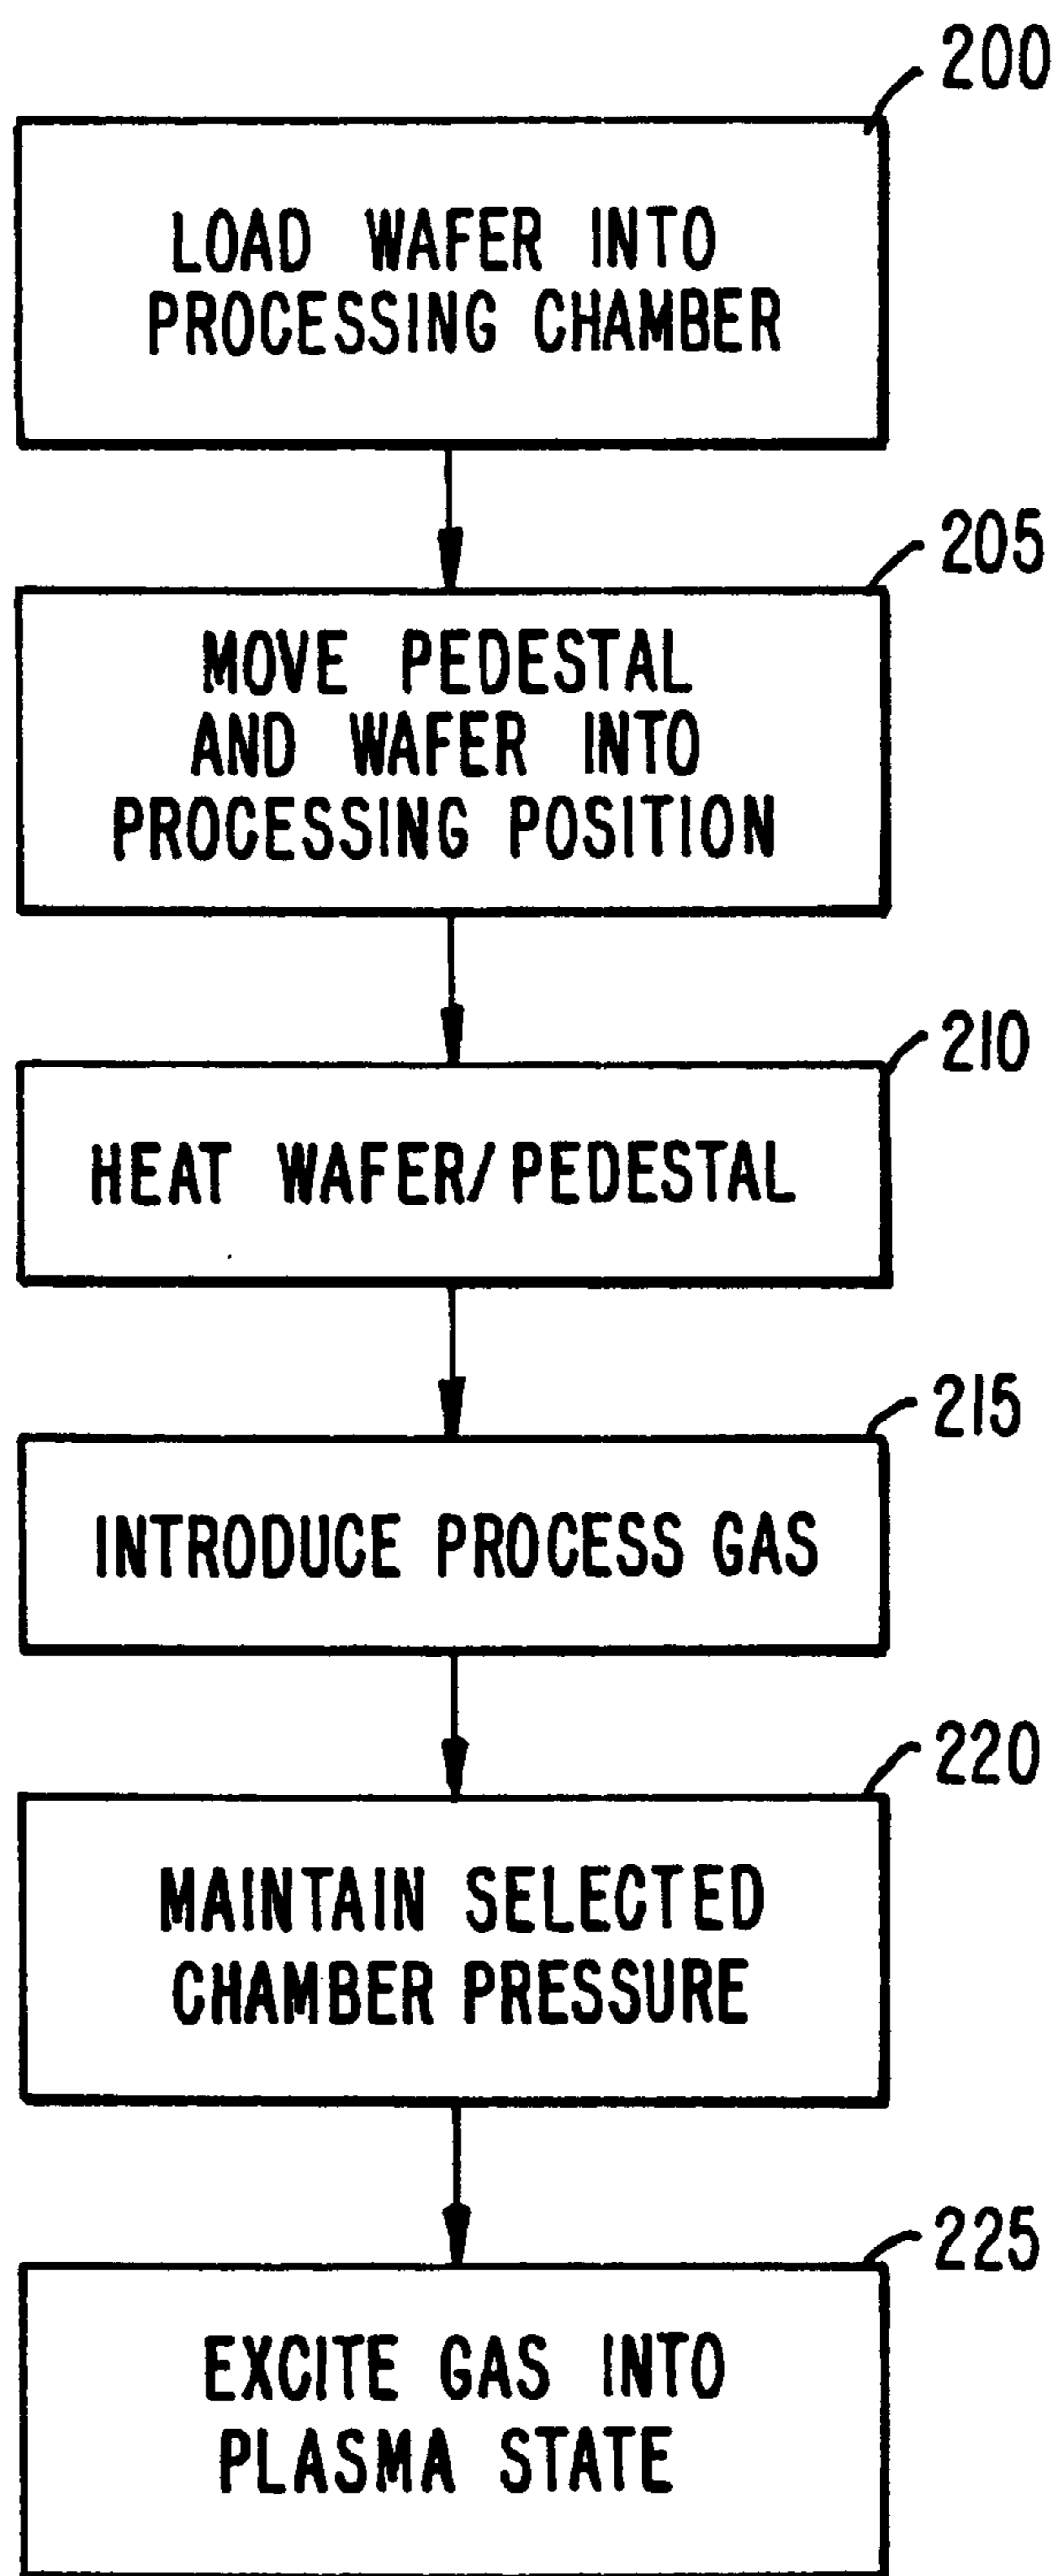 200
LOAD WAFER INTO
PROCESSING CHAMBER
205
MOVE PEDESTAL
AND WAFER INTO
PROCESSING POSITION
210
HEAT WAFER/PEDESTAL
215
INTRODUCE PROCESS GAS
220
MAINTAIN SELECTED
CHAMBER PRESSURE
225
EXCITE GAS INTO
PLASMA STATE